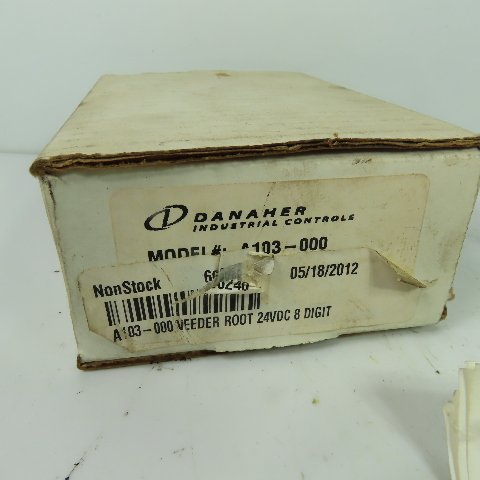 DANAHER
INDUSTRIAL CONTROLS
MODEL#: A103-000
NonStock 05/18/2012
A103-000 VEEDER ROOT 24VDC 8 DIGIT